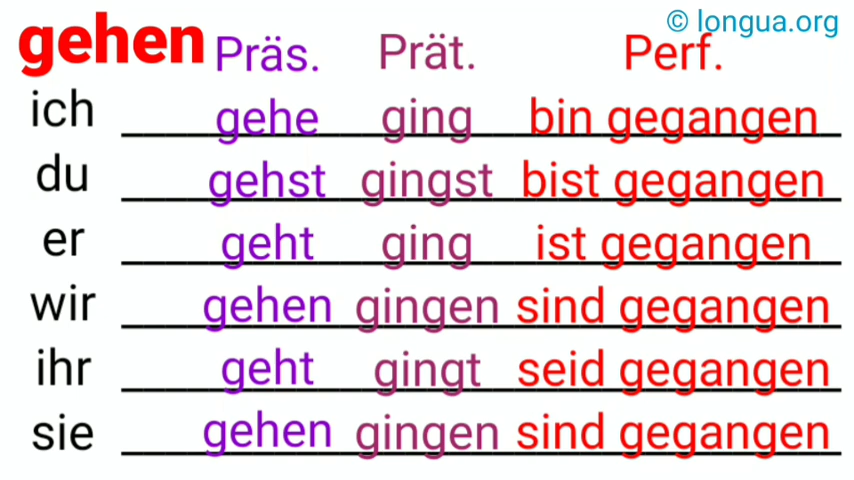 © longua.org
gehen Präs. Prät. Perf.
ich gehe ging bin gegangen
du gehst gingst bist gegangen
er geht ging ist gegangen
wir gehen gingen sind gegangen
ihr geht gingt seid gegangen
sie gehen gingen sind gegangen